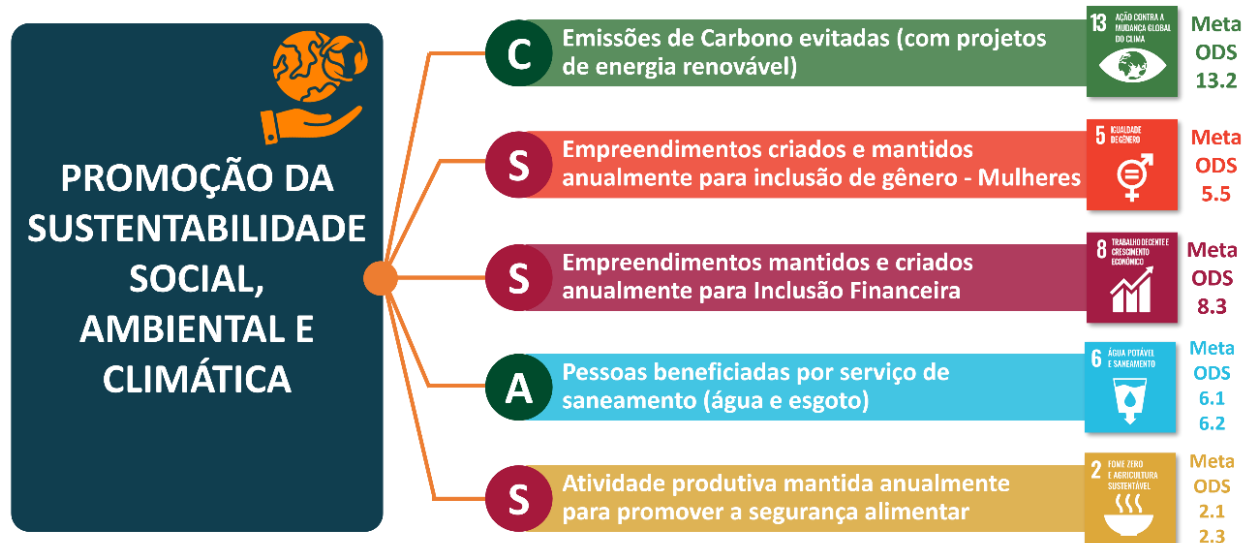 PROMOÇÃO DA
SUSTENTABILIDADE
SOCIAL,
AMBIENTAL E
CLIMÁTICA
C
Emissões de Carbono evitadas (com projetos
de energia renovável)
13 AÇÃO CONTRA A
MUDANÇA GLOBAL
DO CLIMA
Meta
ODS
13.2
S
Empreendimentos criados e mantidos
anualmente para inclusão de gênero - Mulheres
5 IGUALDADE
DE GÊNERO
Meta
ODS
5.5
S
Empreendimentos mantidos e criados
anualmente para Inclusão Financeira
8 TRABALHO DECENTE E
CRESCIMENTO
ECONÔMICO
Meta
ODS
8.3
A
Pessoas beneficiadas por serviço de
saneamento (água e esgoto)
6 ÁGUA POTÁVEL
E SANEAMENTO
Meta
ODS
6.1
6.2
S
Atividade produtiva mantida anualmente
para promover a segurança alimentar
2 FOME ZERO
E AGRICULTURA
SUSTENTÁVEL
Meta
ODS
2.1
2.3